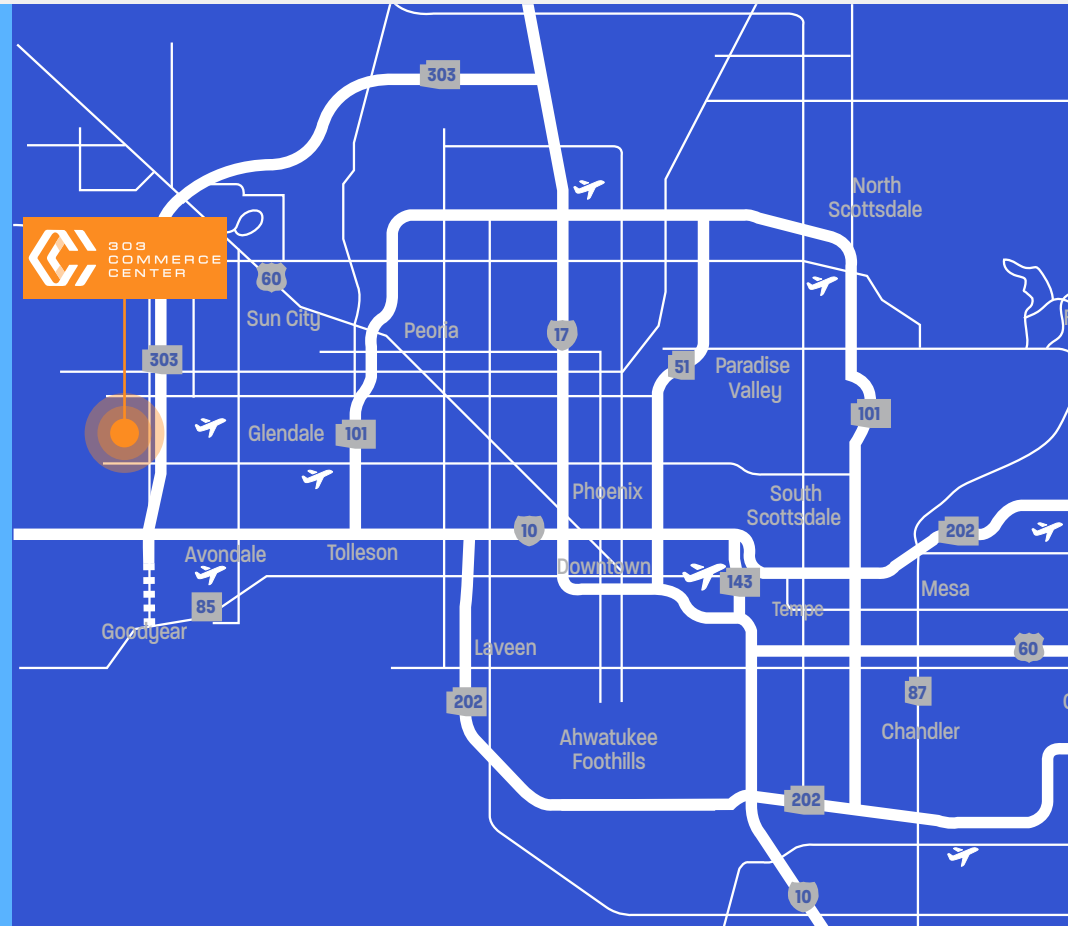 303
North
Scottsdale
303
COMMERCE
CENTER
60
Sun City
Peoria
17
303
51
Paradise
Valley
101
Glendale
101
Phoenix
South
Scottsdale
10
202
Avondale
Tolleson
Downtown
143
Mesa
85
Tempe
Goodyear
Laveen
60
202
87
Chandler
Ahwatukee
Foothills
202
10